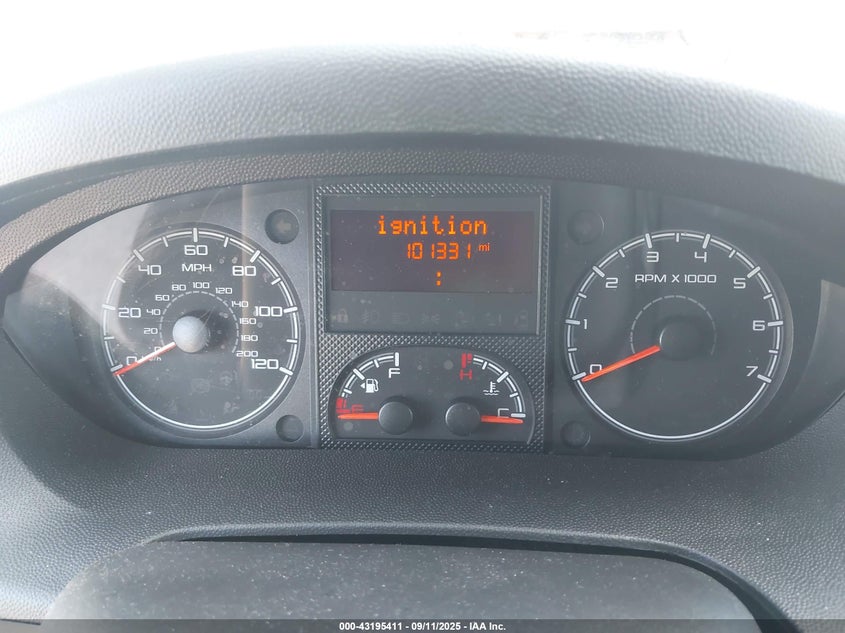 ignition
101331 mi
:
60
40 MPH 80
80 100 120
60 140
20 40 160 100
20 180
0 0 km/h 200 120
F H
E C
3 4
2 RPM X 1000 5
1 6
0 7
000-43195411 - 09/11/2025 - IAA Inc.